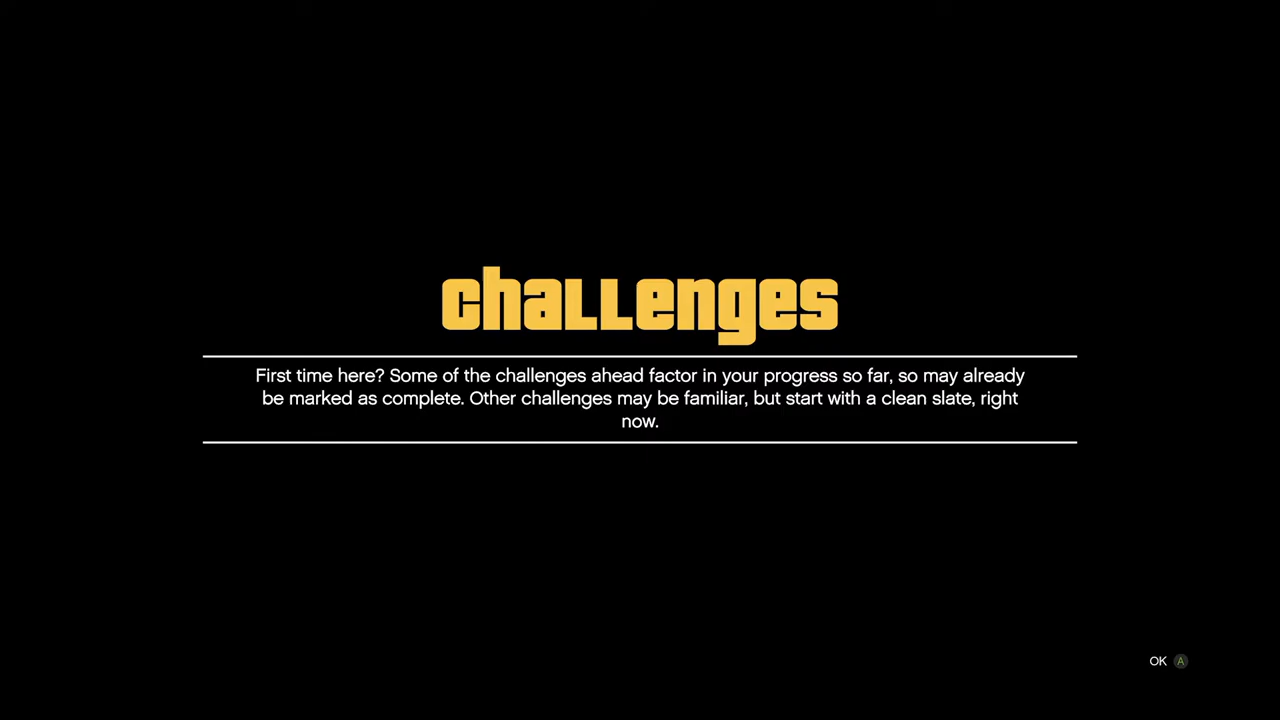 challenges
First time here? Some of the challenges ahead factor in your progress so far, so may already
be marked as complete. Other challenges may be familiar, but start with a clean slate, right
now.
OK A